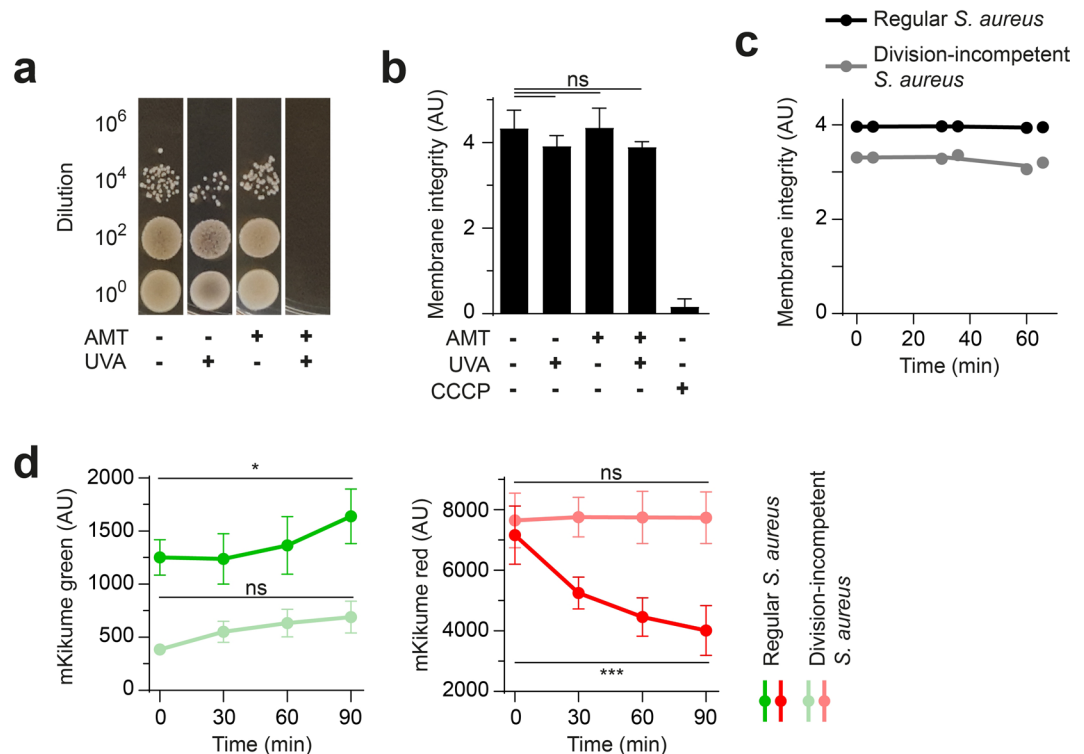 a
Dilution
10^6
10^4
10^2
10^0
AMT - - + +
UVA - + - +
b
ns
Membrane integrity (AU)
4
2
0
AMT - - + +
UVA - + - +
CCCP - - - - +
c
Regular S. aureus
Division-incompetent
S. aureus
Membrane integrity (AU)
4
2
0
0 20 40 60
Time (min)
d
mKikume green (AU)
2000
1500
1000
500
0
*
ns
0 30 60 90
Time (min)
mKikume red (AU)
8000
6000
4000
2000
ns
***
0 30 60 90
Time (min)
Regular S. aureus
Division-incompetent
S. aureus